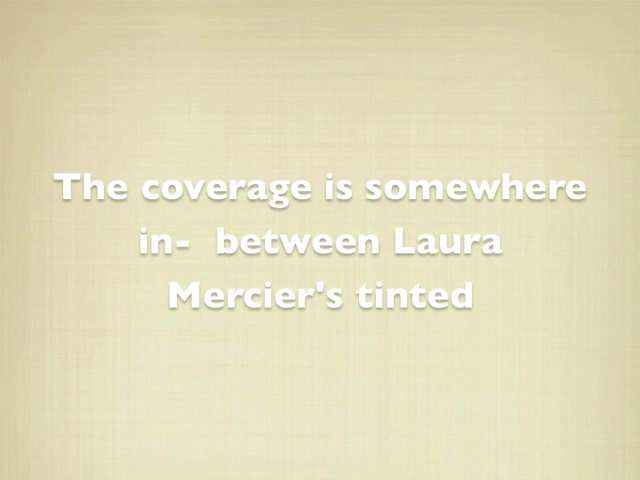 The coverage is somewhere
in-  between Laura
Mercier's tinted